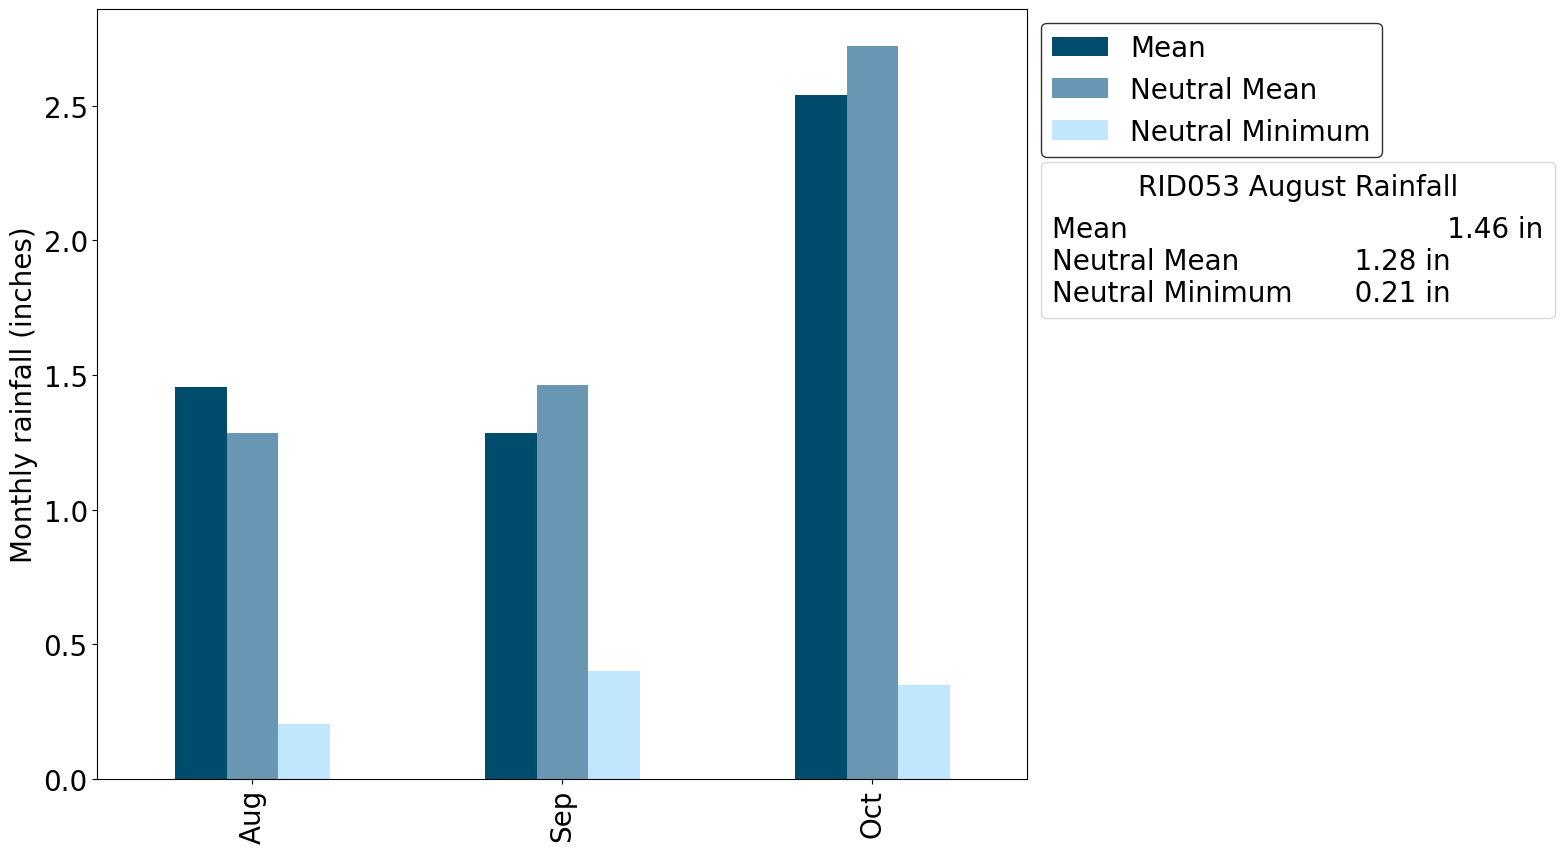 Monthly rainfall (inches)
2.5
2.0
1.5
1.0
0.5
0.0
Aug
Sep
Oct
Mean
Neutral Mean
Neutral Minimum
RID053 August Rainfall
Mean 1.46 in
Neutral Mean 1.28 in
Neutral Minimum 0.21 in